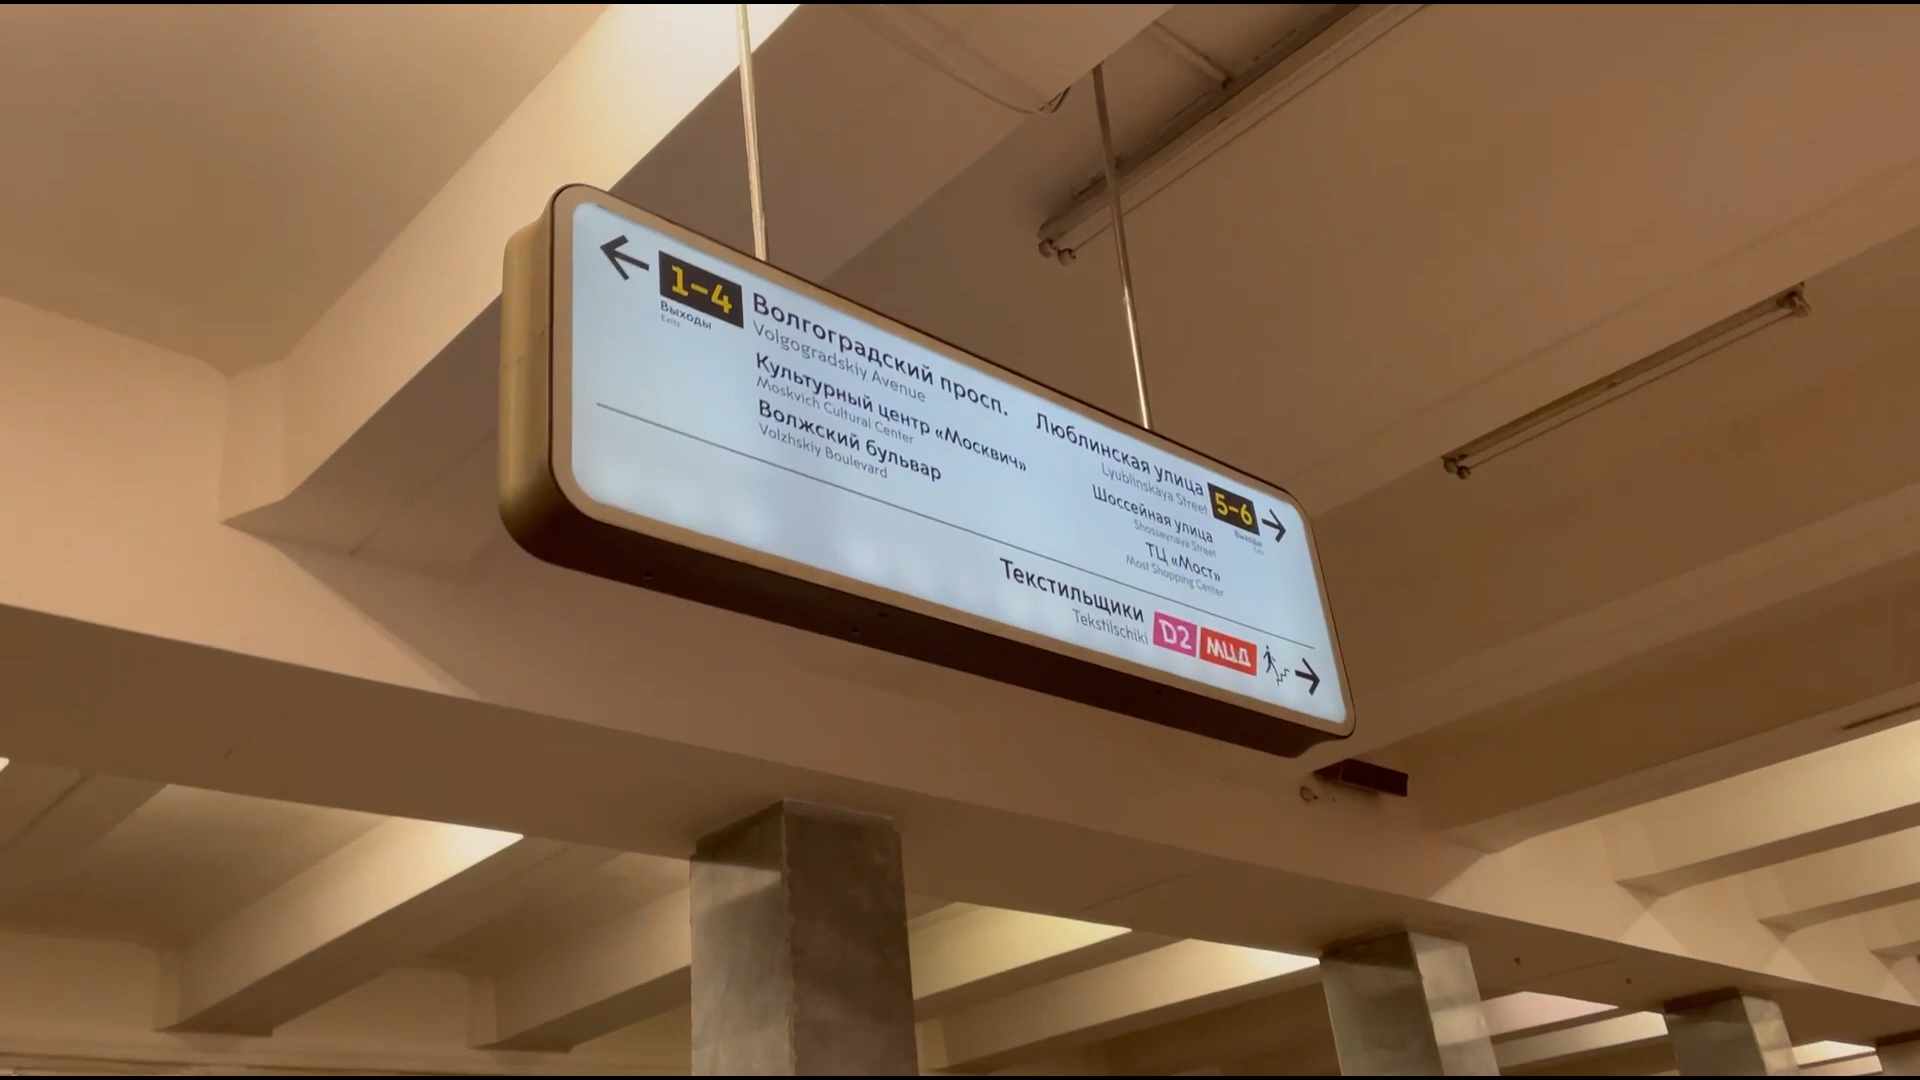 1–4
Выходы
Exits
Волгоградский просп.
Volgogradskiy Avenue
Культурный центр «Москвич»
Moskvich Cultural Center
Волжский бульвар
Volzhskiy Boulevard
Люблинская улица
Lyublinskaya Street
Шоссейная улица
Shosseynaya Street
ТЦ «Мост»
Most Shopping Center
5–6
Выходы
Текстильщики
Tekstilschiki
D2 МЦД